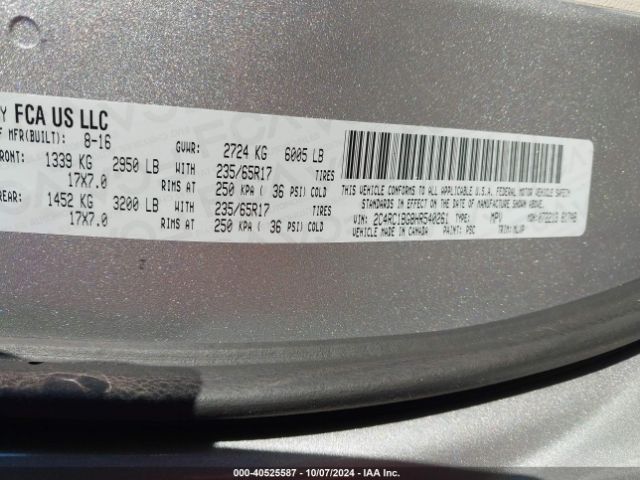 Y FCA US LLC
F MFR(BUILT): 8-16
GVWR: 2724 KG 6005 LB
FRONT: 1339 KG 2950 LB WITH 235/65R17 TIRES
17X7.0 RIMS AT 250 KPA ( 36 PSI) COLD
REAR: 1452 KG 3200 LB WITH 235/65R17 TIRES
17X7.0 RIMS AT 250 KPA ( 36 PSI) COLD
THIS VEHICLE CONFORMS TO ALL APPLICABLE U.S.A. FEDERAL MOTOR VEHICLE SAFETY
STANDARDS IN EFFECT ON THE DATE OF MANUFACTURE SHOWN ABOVE.
VIN: 2C4RC1BG8HR540261 TYPE: MPV MDH: 073213
VEHICLE MADE IN CANADA PAINT: PSC TRIM:
000-40525587 - 10/07/2024 - IAA Inc.